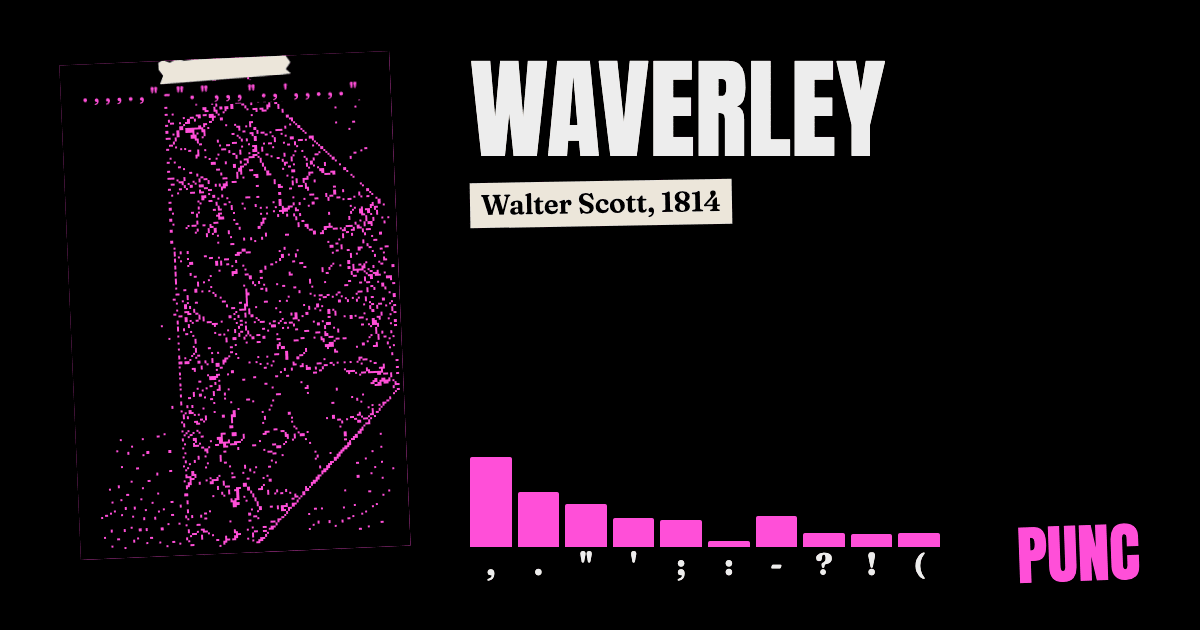 .,,,.,"-".",,,".,',,.,."
WAVERLEY
Walter Scott, 1814
, . " ' ; : - ? ! (
PUNC